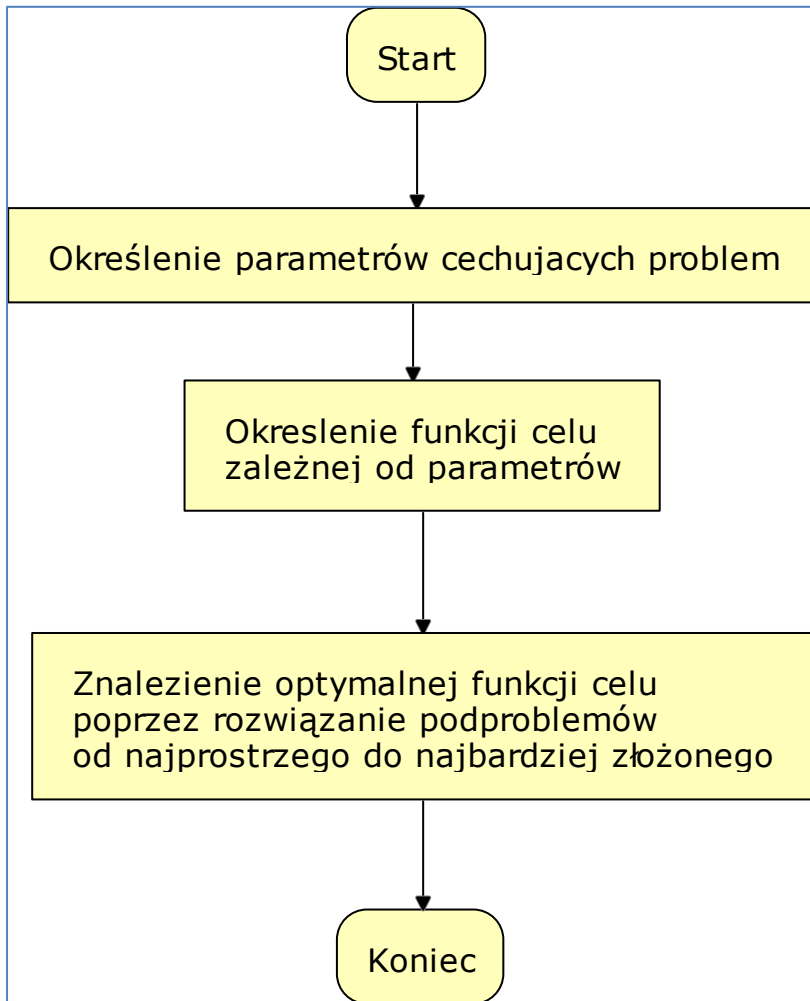 Start
Określenie parametrów cechujacych problem
Okreslenie funkcji celu
zależnej od parametrów
Znalezienie optymalnej funkcji celu
poprzez rozwiązanie podproblemów
od najprostrzego do najbardziej złożonego
Koniec